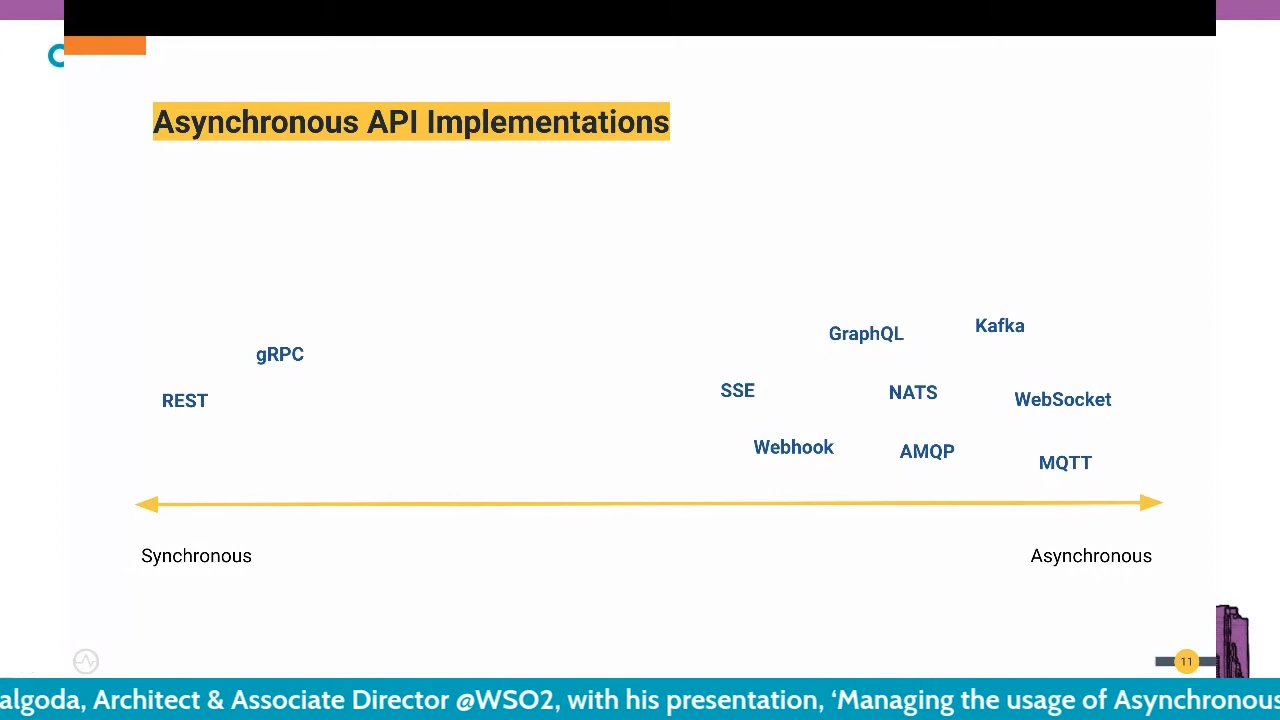 Asynchronous API Implementations
Kafka
GraphQL
gRPC
SSE
NATS
WebSocket
REST
Webhook
AMQP
MQTT
Synchronous
Asynchronous
11
algoda, Architect & Associate Director @WSO2, with his presentation, ‘Managing the usage of Asynchronous